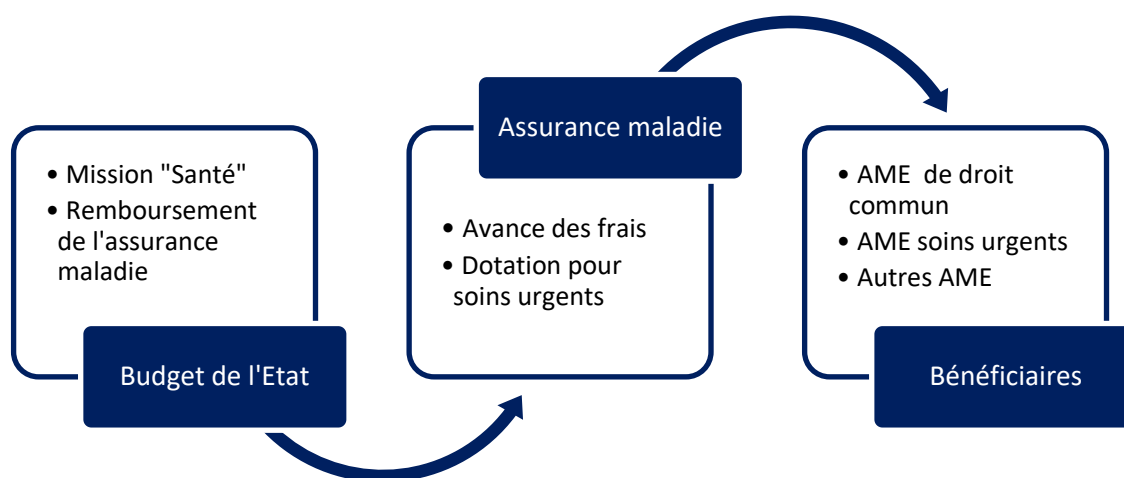 • Mission "Santé"
• Remboursement
de l'assurance
maladie
Budget de l'Etat
Assurance maladie
• Avance des frais
• Dotation pour
soins urgents
• AME de droit
commun
• AME soins urgents
• Autres AME
Bénéficiaires